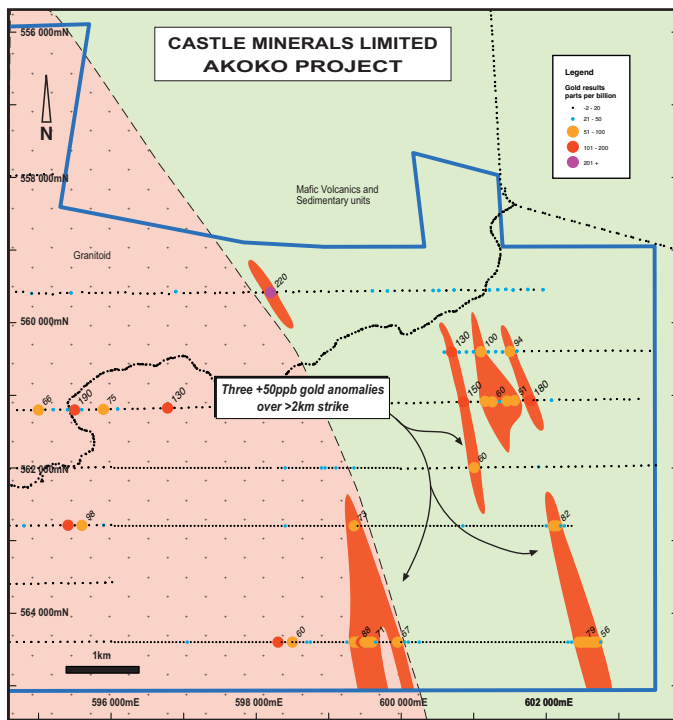 CASTLE MINERALS LIMITED
AKOKO PROJECT
Legend
Gold results
parts per billion
-2 - 20
21 - 50
51 - 100
101 - 200
201 +
N
556 000mN
558 000mN
Mafic Volcanics and
Sedimentary units
Granitoid
220
560 000mN
130
100
94
Three +50ppb gold anomalies
over >2km strike
66
190
75
130
150
60
51
180
562 000mN
60
98
73
82
564 000mN
60
88
71
67
79
56
1km
596 000mE
598 000mE
600 000mE
602 000mE